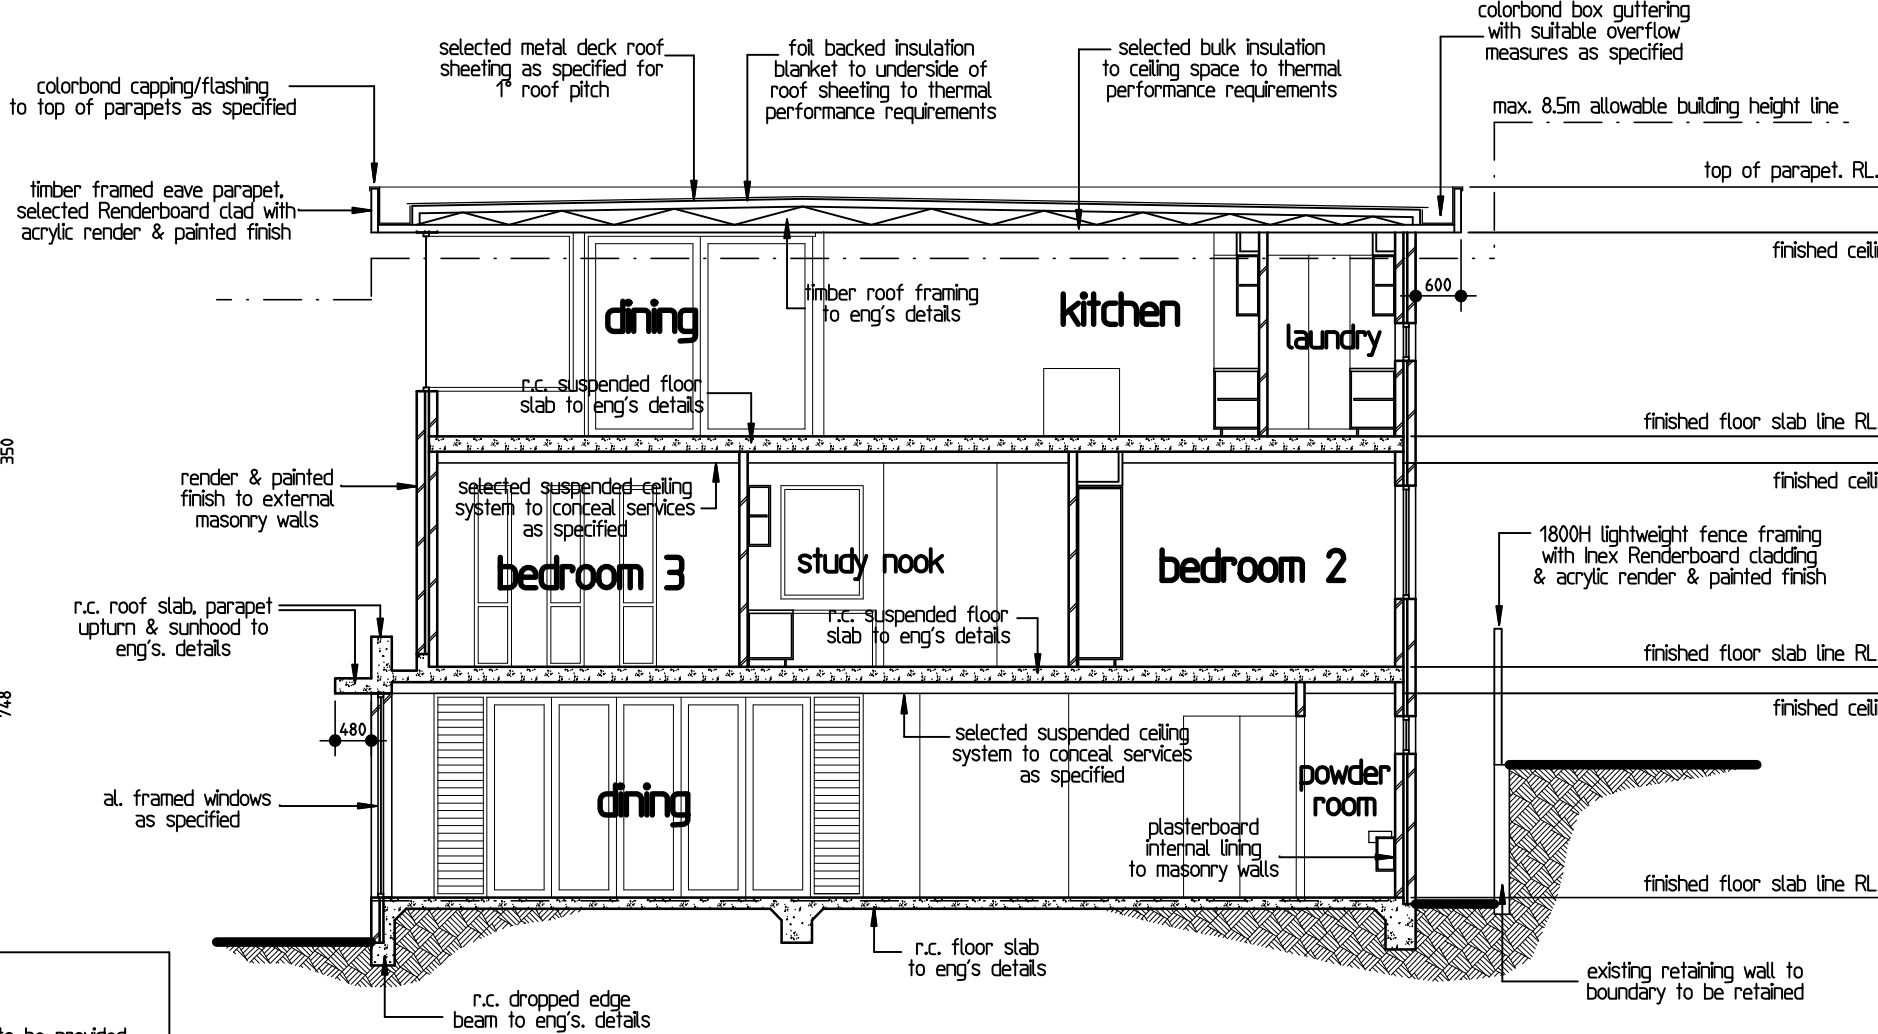 colorbond capping/flashing
to top of parapets as specified
selected metal deck roof
sheeting as specified for
1° roof pitch
foil backed insulation
blanket to underside of
roof sheeting to thermal
performance requirements
selected bulk insulation
to ceiling space to thermal
performance requirements
colorbond box guttering
with suitable overflow
measures as specified
max. 8.5m allowable building height line
top of parapet. RL.
timber framed eave parapet,
selected Renderboard clad with
acrylic render & painted finish
finished ceili
600
timber roof framing
to eng's details
dining
kitchen
laundry
r.c. suspended floor
slab to eng's details
finished floor slab line RL
350
render & painted
finish to external
masonry walls
selected suspended ceiling
system to conceal services
as specified
finished ceili
bedroom 3
study nook
bedroom 2
1800H lightweight fence framing
with Inex Renderboard cladding
& acrylic render & painted finish
r.c. roof slab, parapet
upturn & sunhood to
eng's. details
r.c. suspended floor
slab to eng's details
finished floor slab line RL
748
480
finished ceili
selected suspended ceiling
system to conceal services
as specified
al. framed windows
as specified
dining
powder
room
plasterboard
internal lining
to masonry walls
finished floor slab line RL
r.c. floor slab
to eng's details
existing retaining wall to
boundary to be retained
r.c. dropped edge
beam to eng's. details
to be provided